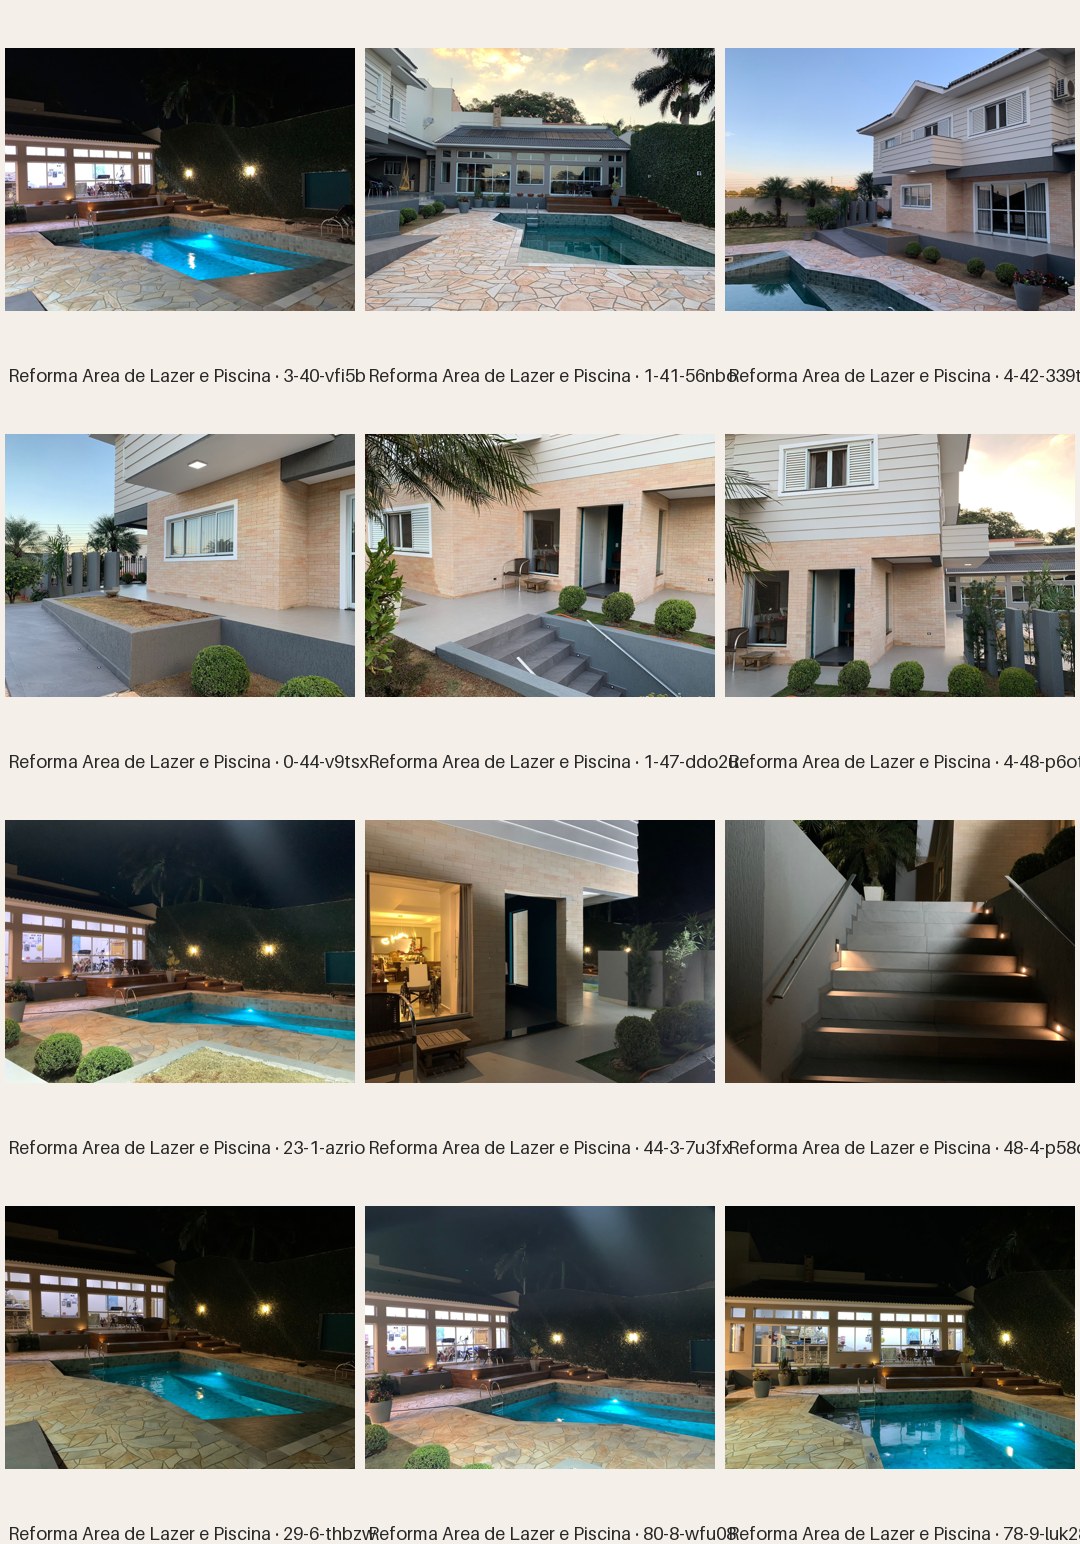 Reforma Area de Lazer e Piscina · 3-40-vfi5b
Reforma Area de Lazer e Piscina · 1-41-56nb
Reforma Area de Lazer e Piscina · 4-42-339t
Reforma Area de Lazer e Piscina · 0-44-v9tsx
Reforma Area de Lazer e Piscina · 1-47-ddo2
Reforma Area de Lazer e Piscina · 4-48-p6ot
Reforma Area de Lazer e Piscina · 23-1-azrio
Reforma Area de Lazer e Piscina · 44-3-7u3fx
Reforma Area de Lazer e Piscina · 48-4-p58
Reforma Area de Lazer e Piscina · 29-6-thbzw
Reforma Area de Lazer e Piscina · 80-8-wfu08
Reforma Area de Lazer e Piscina · 78-9-luk28